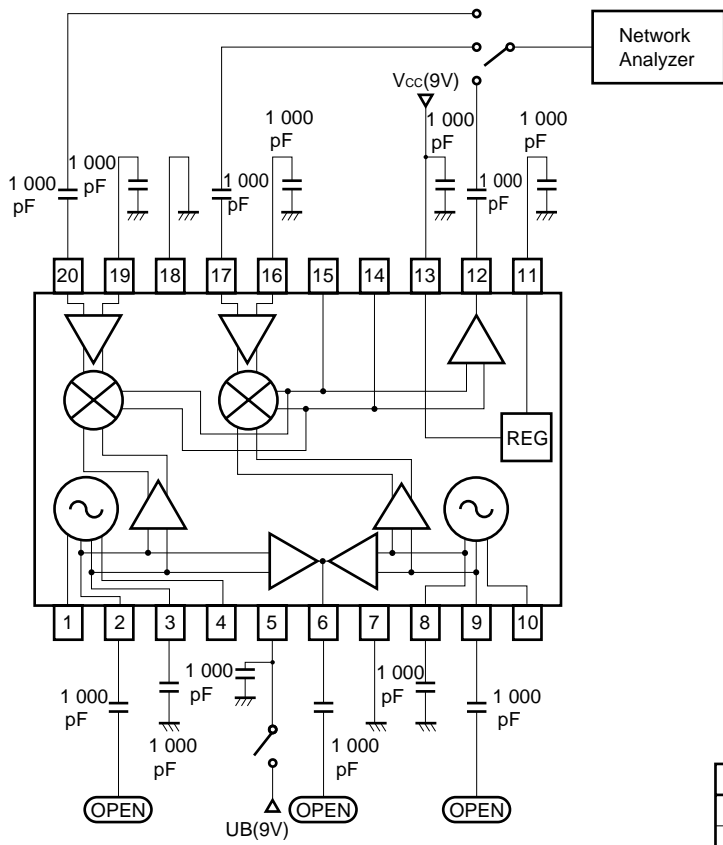 Network
Analyzer
VCC(9V)
1 000
pF
1 000
pF
1 000
pF
1 000
pF
1 000
pF
1 000
pF
1 000
pF
1 000
pF
20
19
18
17
16
15
14
13
12
11
REG
1
2
3
4
5
6
7
8
9
10
1 000
pF
1 000
pF
1 000
pF
1 000
pF
1 000
pF
1 000
pF
1 000
pF
OPEN
UB(9V)
OPEN
OPEN